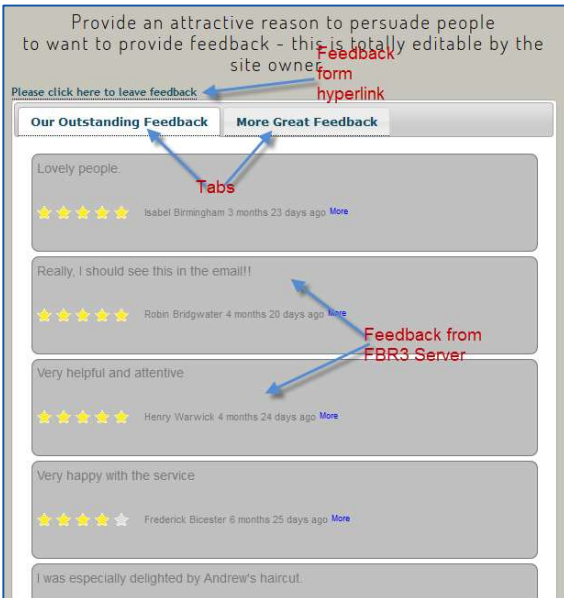 Provide an attractive reason to persuade people
to want to provide feedback - this is totally editable by the
site owner
Feedback
form
hyperlink
Please click here to leave feedback
Our Outstanding Feedback
More Great Feedback
Tabs
Lovely people.
Isabel Birmingham 3 months 23 days ago More
Really, I should see this in the email!!
Robin Bridgwater 4 months 20 days ago More
Feedback from
FBR3 Server
Very helpful and attentive
Henry Warwick 4 months 24 days ago More
Very happy with the service
Frederick Bicester 6 months 25 days ago More
I was especially delighted by Andrew's haircut.